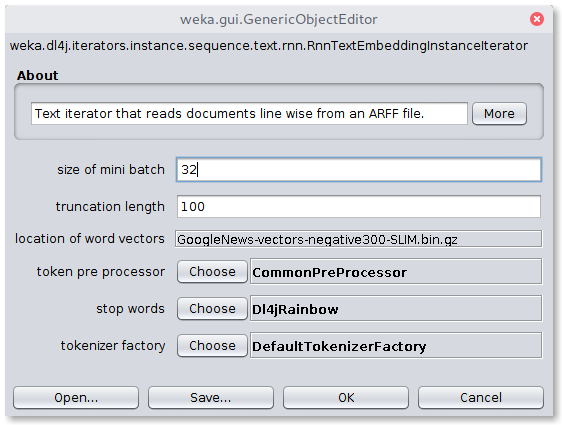 weka.gui.GenericObjectEditor
weka.dl4j.iterators.instance.sequence.text.rnn.RnnTextEmbeddingInstanceIterator
About
Text iterator that reads documents line wise from an ARFF file. More
size of mini batch 32
truncation length 100
location of word vectors GoogleNews-vectors-negative300-SLIM.bin.gz
token pre processor Choose CommonPreProcessor
stop words Choose Dl4jRainbow
tokenizer factory Choose DefaultTokenizerFactory
Open... Save... OK Cancel